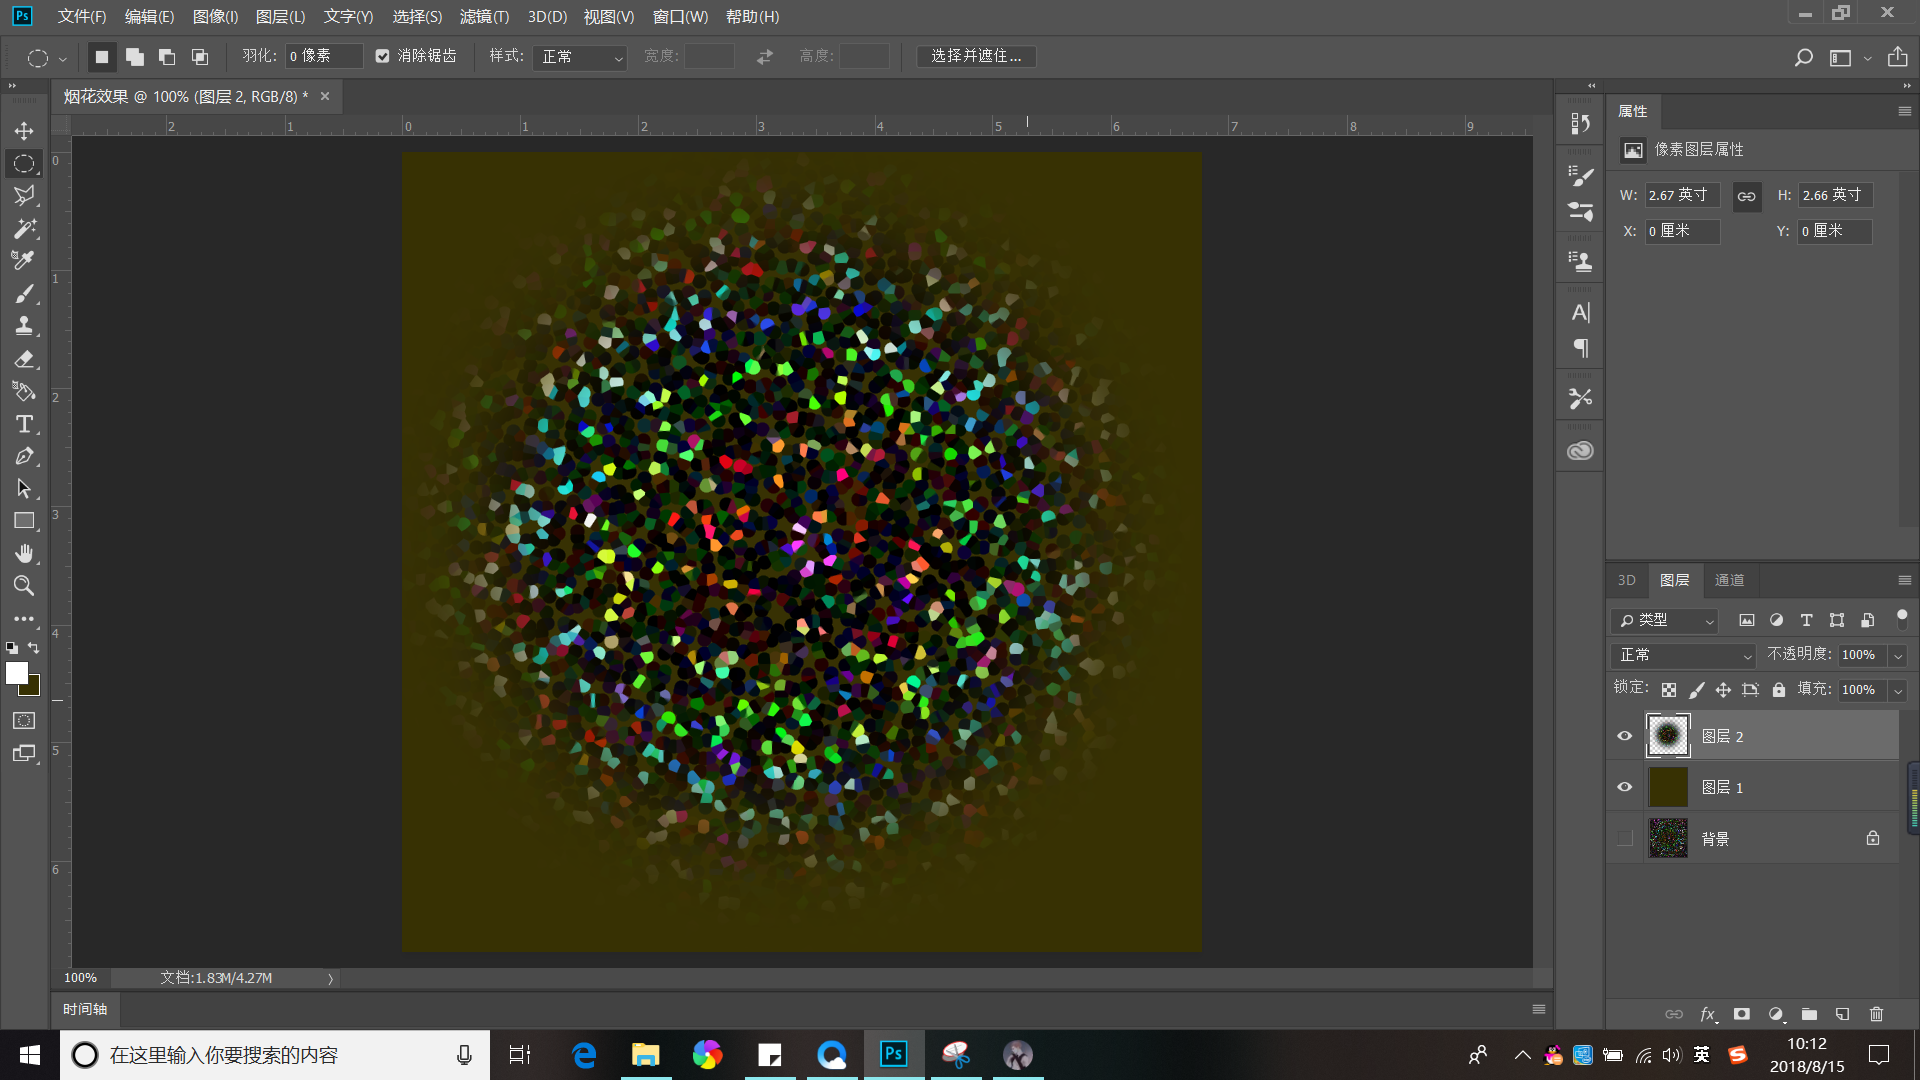 Ps 文件(F) 编辑(E) 图像(I) 图层(L) 文字(Y) 选择(S) 滤镜(T) 3D(D) 视图(V) 窗口(W) 帮助(H)
羽化: 0 像素 消除锯齿 样式: 正常 宽度: 高度: 选择并遮住...
烟花效果 @ 100% (图层 2, RGB/8) * ×
2 1 0 1 2 3 4 5 6 7 8 9
0
1
2
3
4
5
6
属性
像素图层属性
W: 2.67 英寸 H: 2.66 英寸
X: 0 厘米 Y: 0 厘米
3D 图层 通道
类型
正常 不透明度: 100%
锁定: 填充: 100%
图层 2
图层 1
背景
fx
100% 文档:1.83M/4.27M
时间轴
在这里输入你要搜索的内容
Ps
英
10:12
2018/8/15